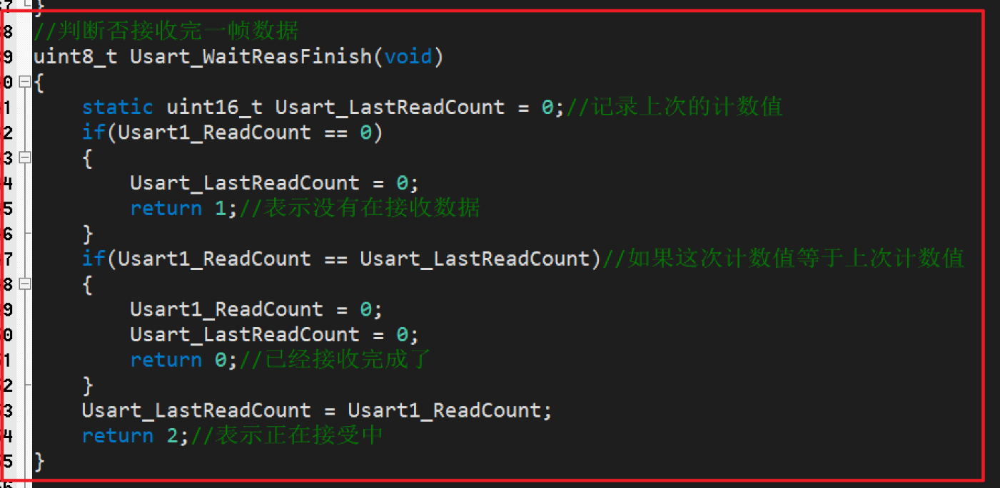 }
//判断否接收完一帧数据
uint8_t Usart_WaitReasFinish(void)
{
    static uint16_t Usart_LastReadCount = 0;//记录上次的计数值
    if(Usart1_ReadCount == 0)
    {
        Usart_LastReadCount = 0;
        return 1;//表示没有在接收数据
    }
    if(Usart1_ReadCount == Usart_LastReadCount)//如果这次计数值等于上次计数值
    {
        Usart1_ReadCount = 0;
        Usart_LastReadCount = 0;
        return 0;//已经接收完成了
    }
    Usart_LastReadCount = Usart1_ReadCount;
    return 2;//表示正在接受中
}